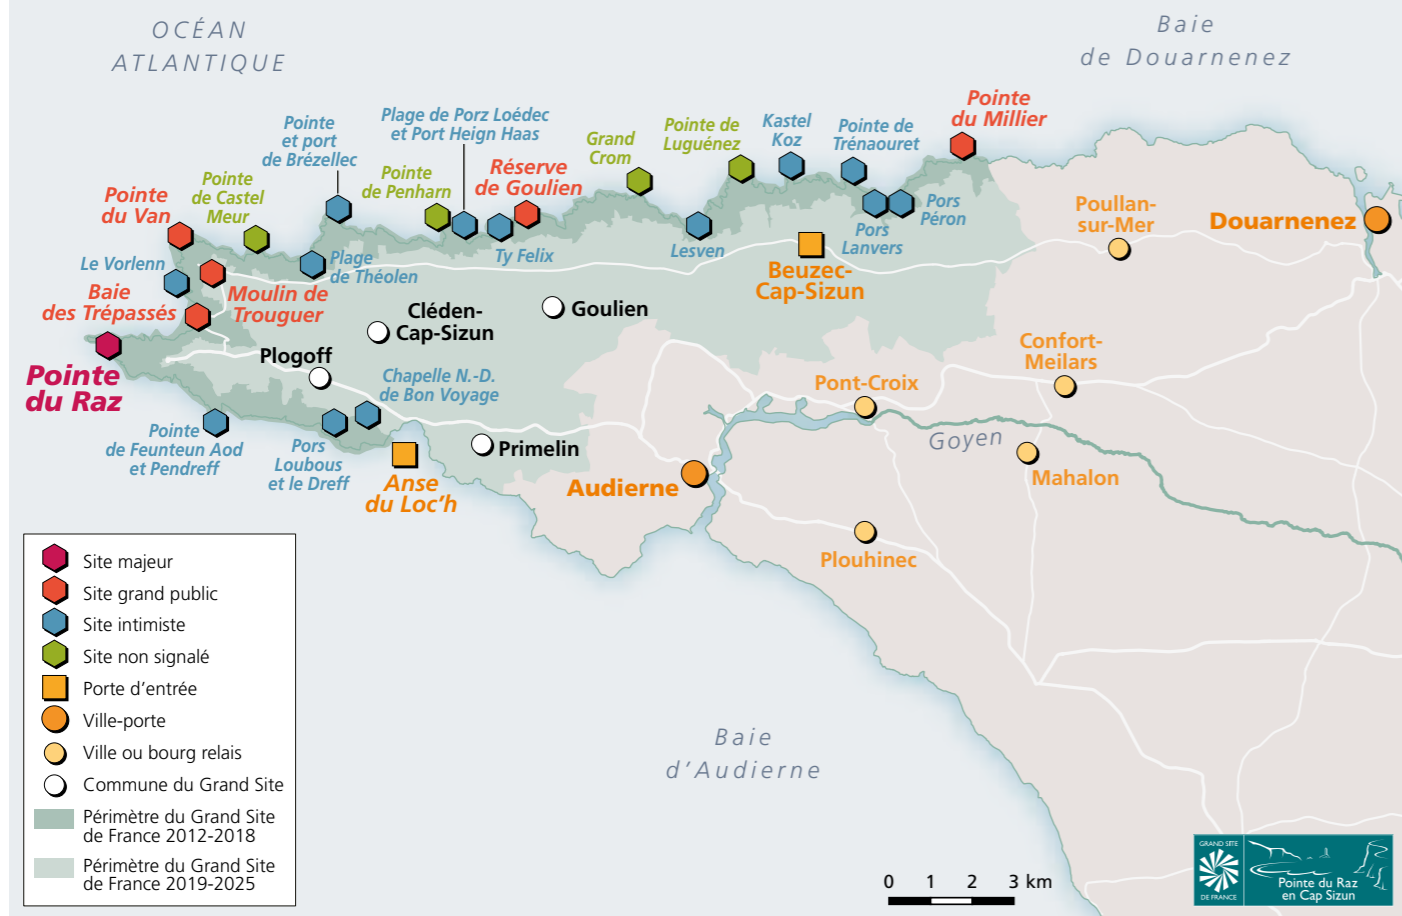 OCÉAN
ATLANTIQUE
Baie
de Douarnenez
Pointe
et port
de Brézellec
Plage de Porz Loédec
et Port Heign Haas
Grand
Crom
Pointe de
Luguénez
Kastel
Koz
Pointe de
Trénaouret
Pointe
du Millier
Pointe
du Van
Pointe
de Castel
Meur
Pointe
de Penharn
Réserve
de Goulien
Pors
Péron
Poullan-
sur-Mer
Douarnenez
Le Vorlenn
Plage
de Théolen
Ty Felix
Lesven
Pors
Lanvers
Beuzec-
Cap-Sizun
Baie
des Trépassés
Moulin de
Trouguer
Cléden-
Cap-Sizun
Goulien
Plogoff
Confort-
Meilars
Pointe
du Raz
Chapelle N.-D.
de Bon Voyage
Pont-Croix
Goyen
Pointe
de Feunteun Aod
et Pendreff
Pors
Loubous
et le Dreff
Primelin
Anse
du Loc'h
Audierne
Mahalon
Plouhinec
Site majeur
Site grand public
Site intimiste
Site non signalé
Porte d'entrée
Ville-porte
Ville ou bourg relais
Commune du Grand Site
Périmètre du Grand Site
de France 2012-2018
Périmètre du Grand Site
de France 2019-2025
Baie
d'Audierne
0 1 2 3 km
GRAND SITE
DE FRANCE
Pointe du Raz
en Cap Sizun